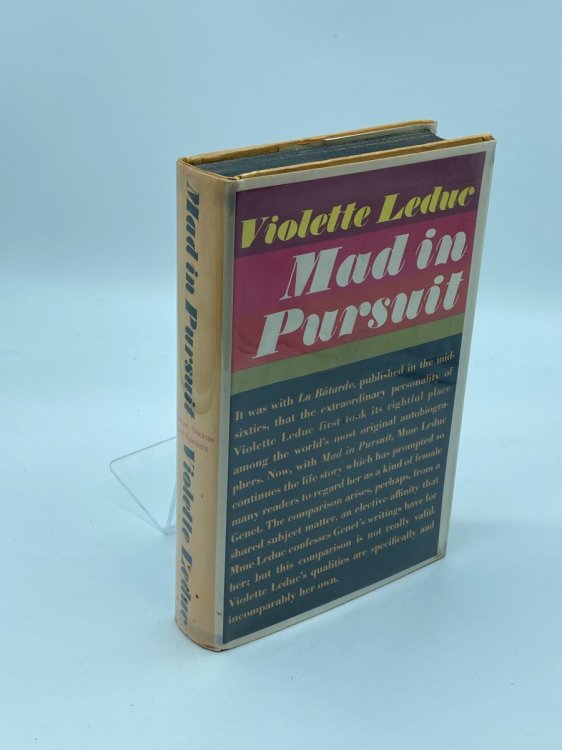 Violette Leduc
Mad in
Pursuit
It was with La Bâtarde, published in the mid-
sixties, that the extraordinary personality of
Violette Leduc first took its rightful place
among the world's most original autobiogra-
phers. Now, with Mad in Pursuit, Mme Leduc
continues the life story which has prompted so
many readers to regard her as a kind of female
Genet. The comparison arises, perhaps, from a
shared subject matter, an elective affinity that
Mme Leduc confesses Genet's writings have for
her; but this comparison is not really valid.
Violette Leduc's qualities are specifically and
incomparably her own.
Mad in Pursuit
Straus
Giroux
Violette Leduc